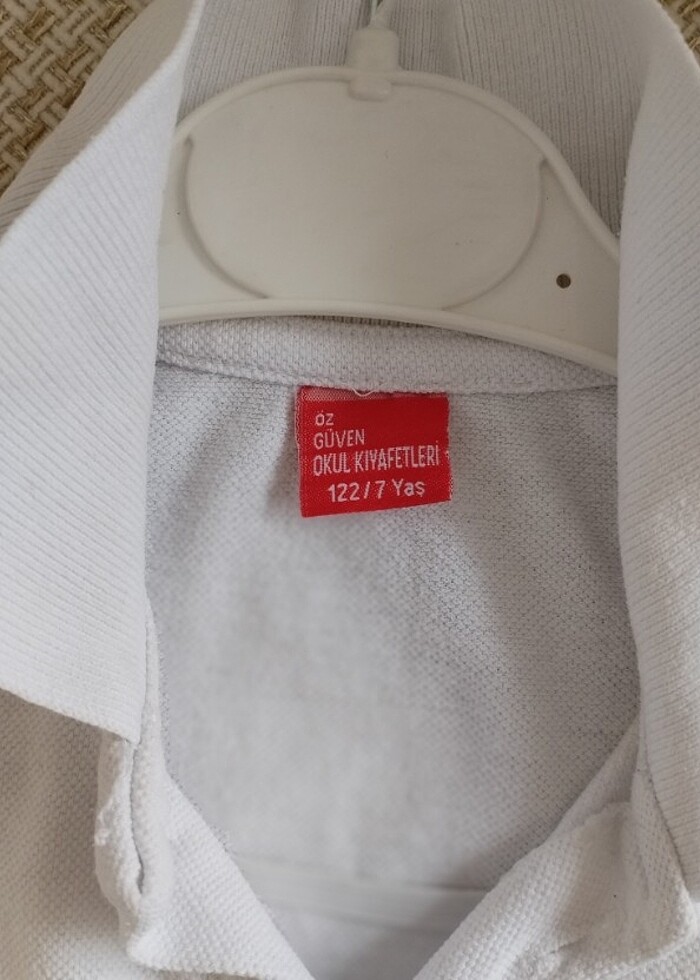 öz
GÜVEN
OKUL KIYAFETLERİ
122/7 Yaş